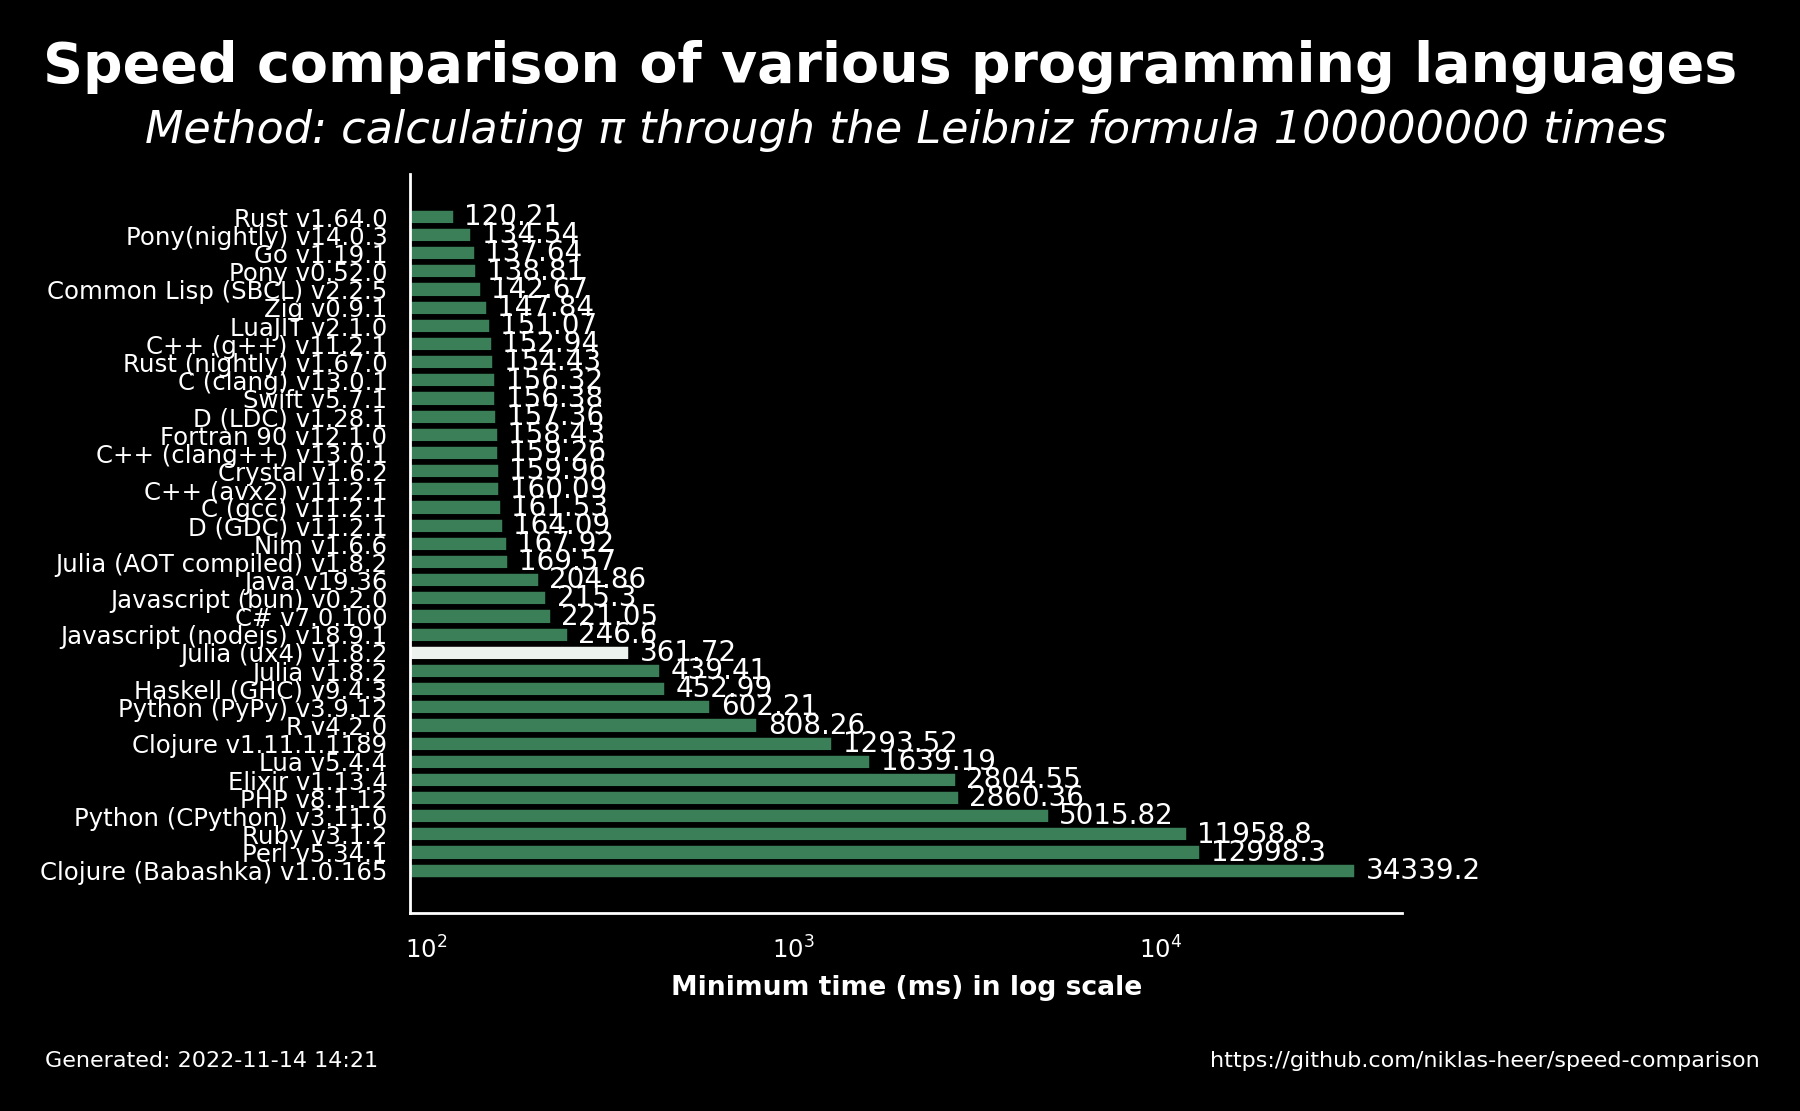 Speed comparison of various programming languages
Method: calculating π through the Leibniz formula 100000000 times
Rust v1.64.0 120.21
Pony(nightly) v14.0.3 134.54
Go v1.19.1 137.64
Pony v0.52.0 138.81
Common Lisp (SBCL) v2.2.5 142.67
Zig v0.9.1 147.84
LuaJIT v2.1.0 151.07
C++ (g++) v11.2.1 152.94
Rust (nightly) v1.67.0 154.43
C (clang) v13.0.1 156.32
Swift v5.7.1 156.38
D (LDC) v1.28.1 157.36
Fortran 90 v12.1.0 158.43
C++ (clang++) v13.0.1 159.26
Crystal v1.6.2 159.96
C++ (avx2) v11.2.1 160.09
C (gcc) v11.2.1 161.53
D (GDC) v11.2.1 164.09
Nim v1.6.6 167.92
Julia (AOT compiled) v1.8.2 169.57
Java v19.36 204.86
Javascript (bun) v0.2.0 215.3
C# v7.0.100 221.05
Javascript (nodejs) v18.9.1 246.6
Julia (ux4) v1.8.2 361.72
Julia v1.8.2 439.41
Haskell (GHC) v9.4.3 452.99
Python (PyPy) v3.9.12 602.21
R v4.2.0 808.26
Clojure v1.11.1.1189 1293.52
Lua v5.4.4 1639.19
Elixir v1.13.4 2804.55
PHP v8.1.12 2860.36
Python (CPython) v3.11.0 5015.82
Ruby v3.1.2 11958.8
Perl v5.34.1 12998.3
Clojure (Babashka) v1.0.165 34339.2
10² 10³ 10⁴
Minimum time (ms) in log scale
Generated: 2022-11-14 14:21
https://github.com/niklas-heer/speed-comparison